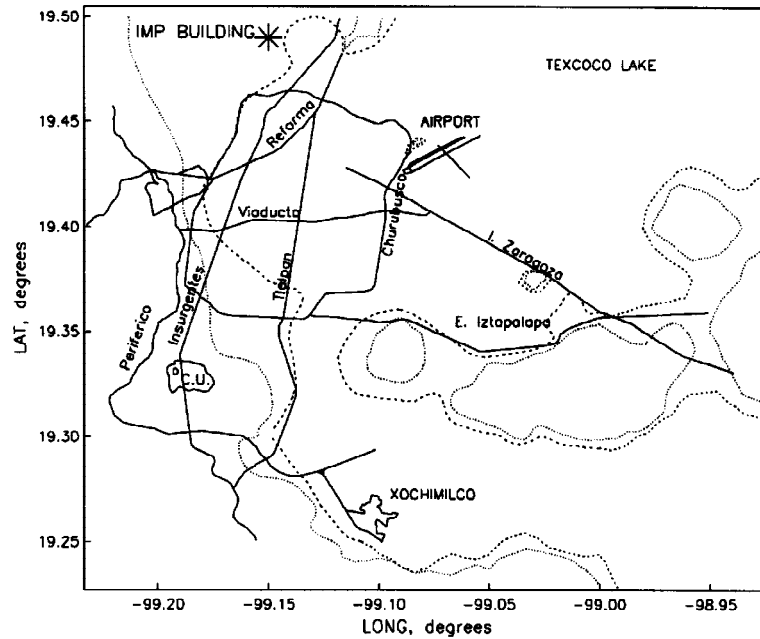 19.50
IMP BUILDING
TEXCOCO LAKE
19.45
Reforma
AIRPORT
19.40
Viaducto
Churubusco
I. Zaragoza
LAT, degrees
Periferico
Insurgentes
Tlalpan
19.35
E. Iztapalapa
C.U.
19.30
XOCHIMILCO
19.25
-99.20
-99.15
-99.10
-99.05
-99.00
-98.95
LONG, degrees